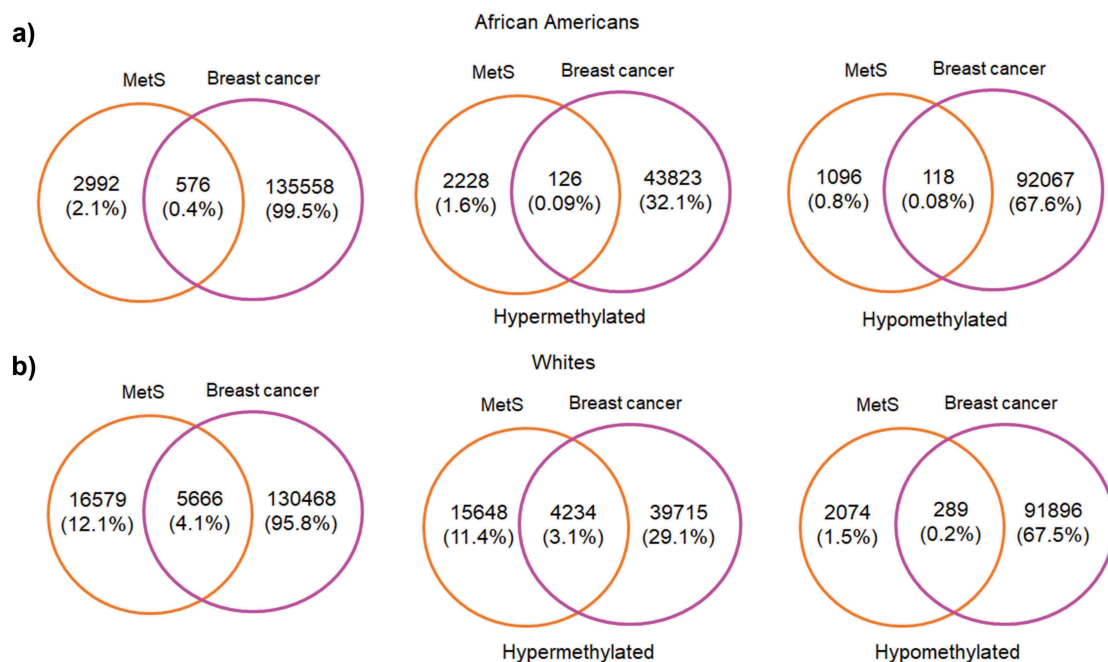 a)
African Americans
MetS
Breast cancer
2992
(2.1%)
576
(0.4%)
135558
(99.5%)
MetS
Breast cancer
2228
(1.6%)
126
(0.09%)
43823
(32.1%)
Hypermethylated
MetS
Breast cancer
1096
(0.8%)
118
(0.08%)
92067
(67.6%)
Hypomethylated
b)
Whites
MetS
Breast cancer
16579
(12.1%)
5666
(4.1%)
130468
(95.8%)
MetS
Breast cancer
15648
(11.4%)
4234
(3.1%)
39715
(29.1%)
Hypermethylated
MetS
Breast cancer
2074
(1.5%)
289
(0.2%)
91896
(67.5%)
Hypomethylated